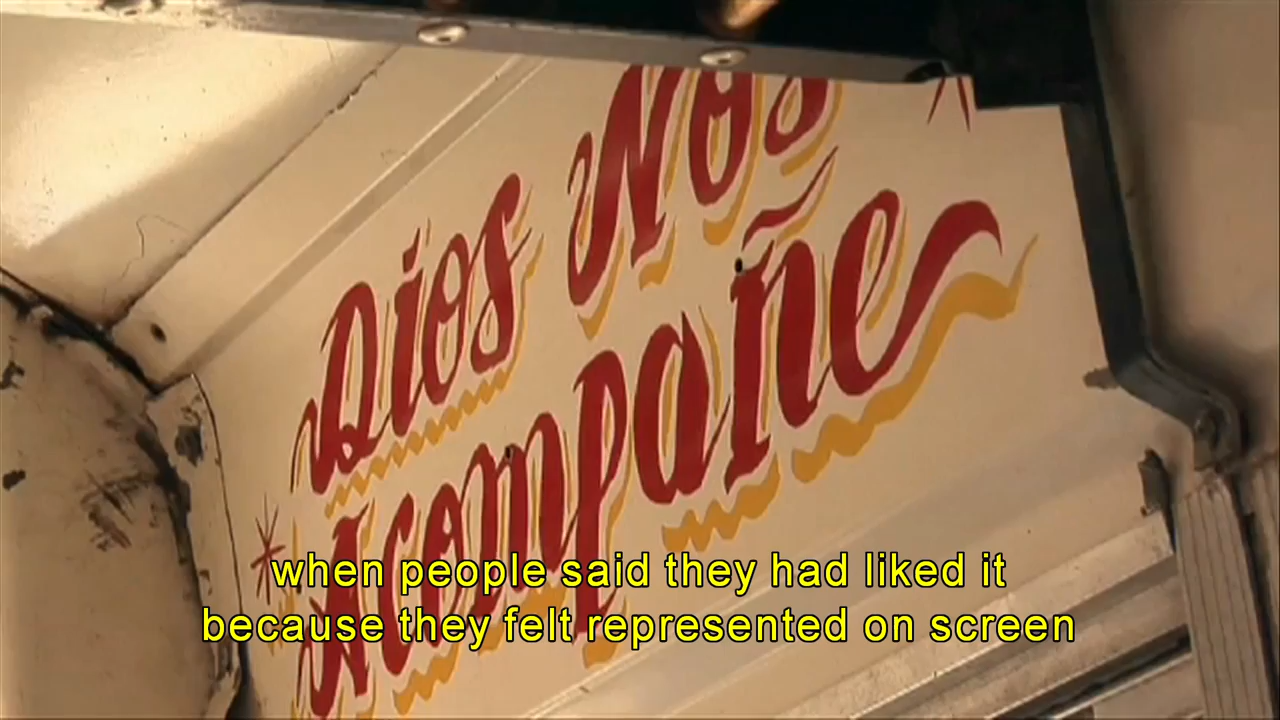 Dios Nos
Acompañe
when people said they had liked it
because they felt represented on screen